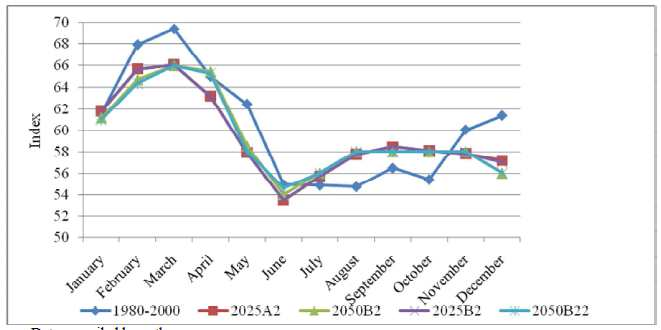 70
68
66
64
62
60
58
56
54
52
50
Index
January
February
March
April
May
June
July
August
September
October
November
December
1980-2000
2025A2
2050B2
2025B2
2050B22